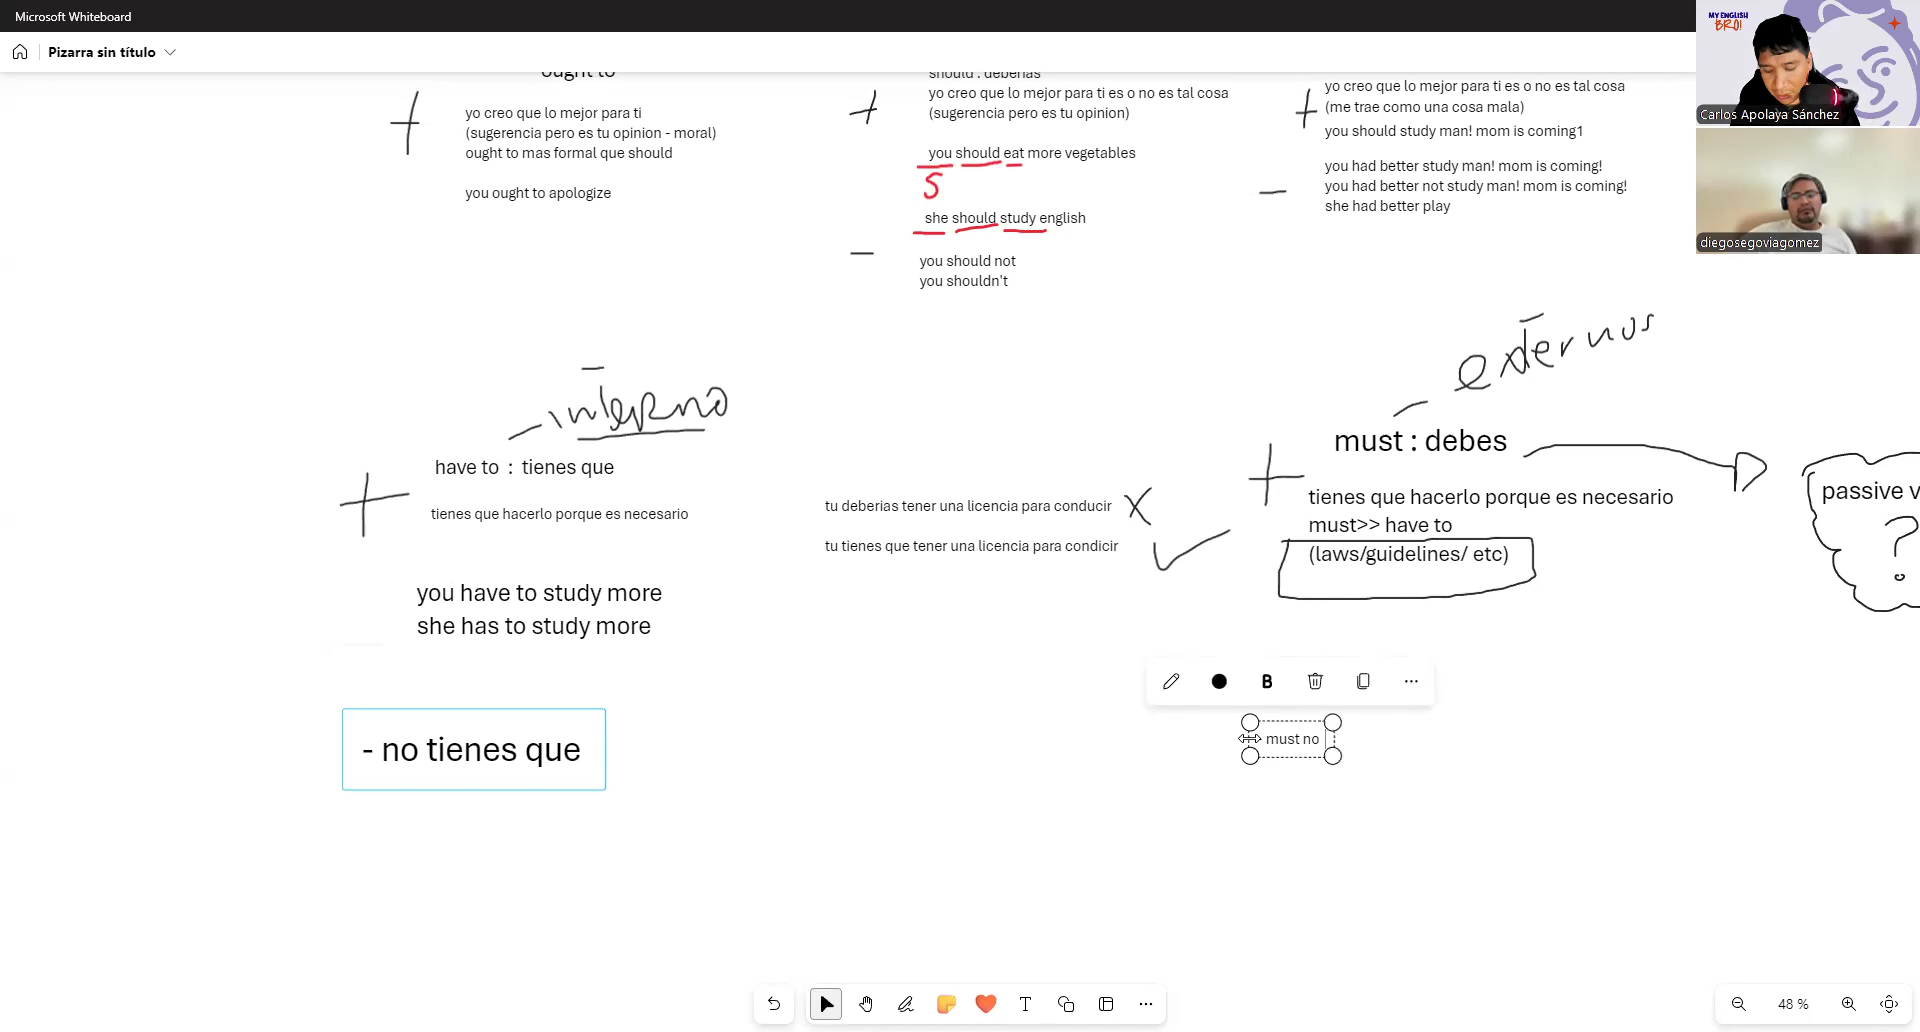 Microsoft Whiteboard
Pizarra sin título
MY ENGLISH
BRO!
Carlos Apolaya Sánchez
diegosegoviagomez
ought to
yo creo que lo mejor para ti
(sugerencia pero es tu opinion - moral)
ought to mas formal que should
you ought to apologize
+
should : deberias
yo creo que lo mejor para ti es o no es tal cosa
(sugerencia pero es tu opinion)
+
you should eat more vegetables
S
she should study english
-
you should not
you shouldn't
yo creo que lo mejor para ti es o no es tal cosa
(me trae como una cosa mala)
+
you should study man! mom is coming1
you had better study man! mom is coming!
you had better not study man! mom is coming!
-
she had better play
interno
have to : tienes que
+
tienes que hacerlo porque es necesario
you have to study more
she has to study more
- no tienes que
tu deberias tener una licencia para conducir X
tu tienes que tener una licencia para condicir ✓
externos
must : debes
+
tienes que hacerlo porque es necesario
must>> have to
(laws/guidelines/ etc)
passive v
?
B
must no
T
48 %